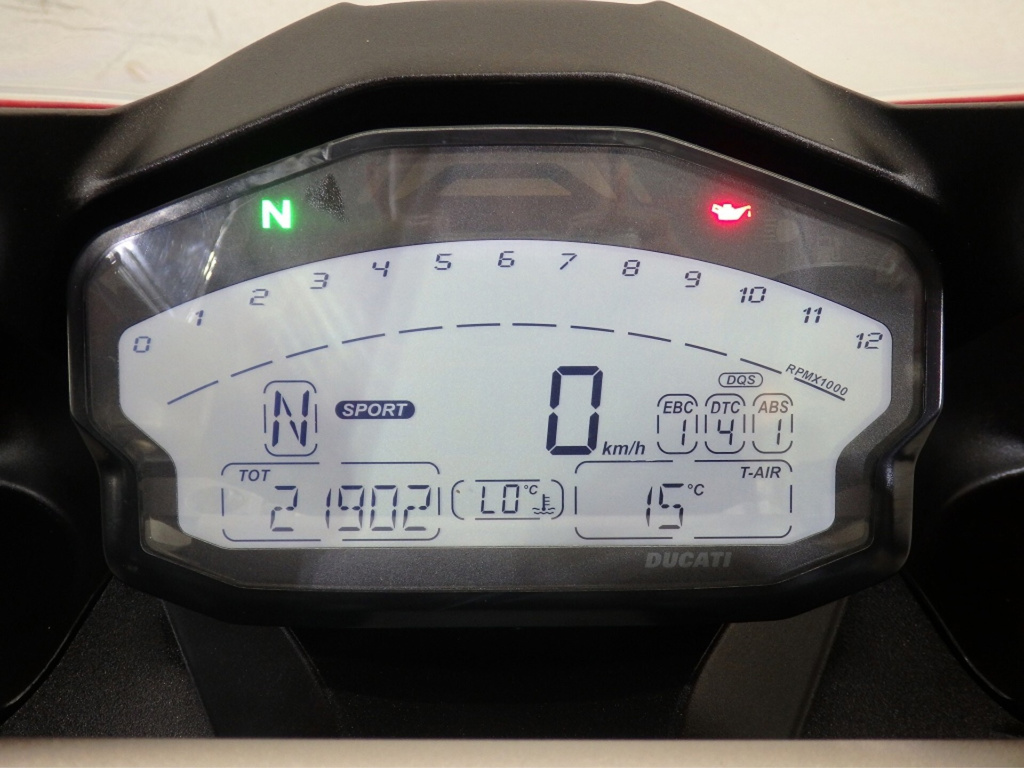 N
0 1 2 3 4 5 6 7 8 9 10 11 12
RPMX1000
DQS
N SPORT 0 km/h
EBC DTC ABS
1 4 1
TOT T-AIR
21902 LO °C 15 °C
DUCATI